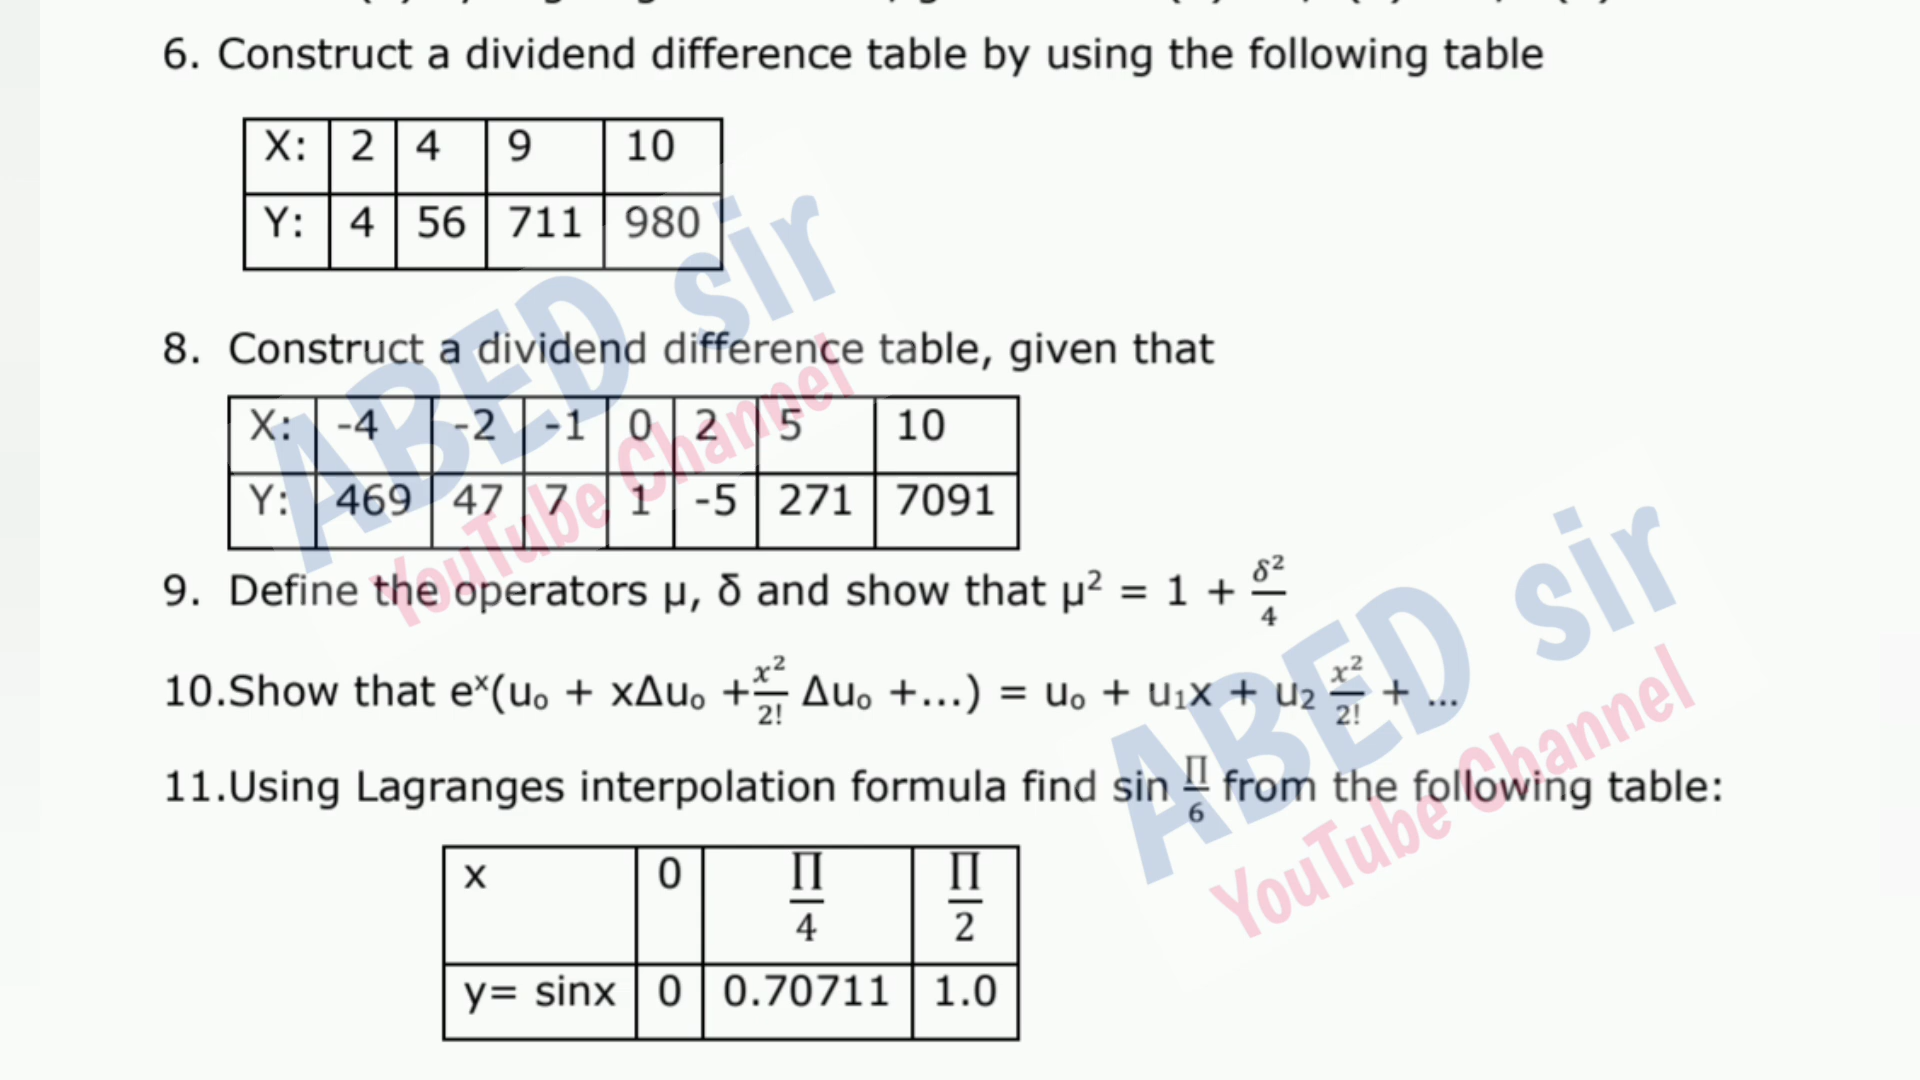 6. Construct a dividend difference table by using the following table
X: 2 4 9 10
Y: 4 56 711 980
8. Construct a dividend difference table, given that
X: -4 -2 -1 0 2 5 10
Y: 469 47 7 1 -5 271 7091
9. Define the operators μ, δ and show that μ² = 1 + δ²/4
10.Show that eˣ(u₀ + xΔu₀ +x²/2! Δu₀ +...) = u₀ + u₁x + u₂ x²/2! + ...
11.Using Lagranges interpolation formula find sin Π/6 from the following table:
x 0 Π/4 Π/2
y= sinx 0 0.70711 1.0
ABED sir
YouTube Channel
ABED sir
YouTube Channel